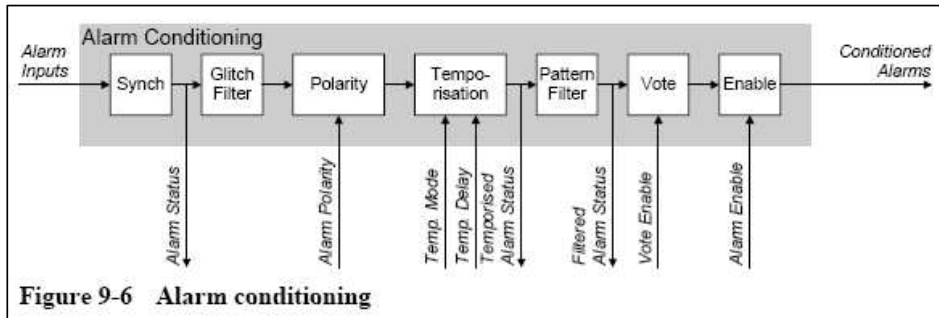 Alarm Conditioning
Alarm
Inputs
Synch
Glitch
Filter
Polarity
Tempo-
risation
Pattern
Filter
Vote
Enable
Conditioned
Alarms
Alarm Status
Alarm Polarity
Temp. Mode
Temp. Delay
Temporised
Alarm Status
Filtered
Alarm Status
Vote Enable
Alarm Enable
Figure 9-6 Alarm conditioning